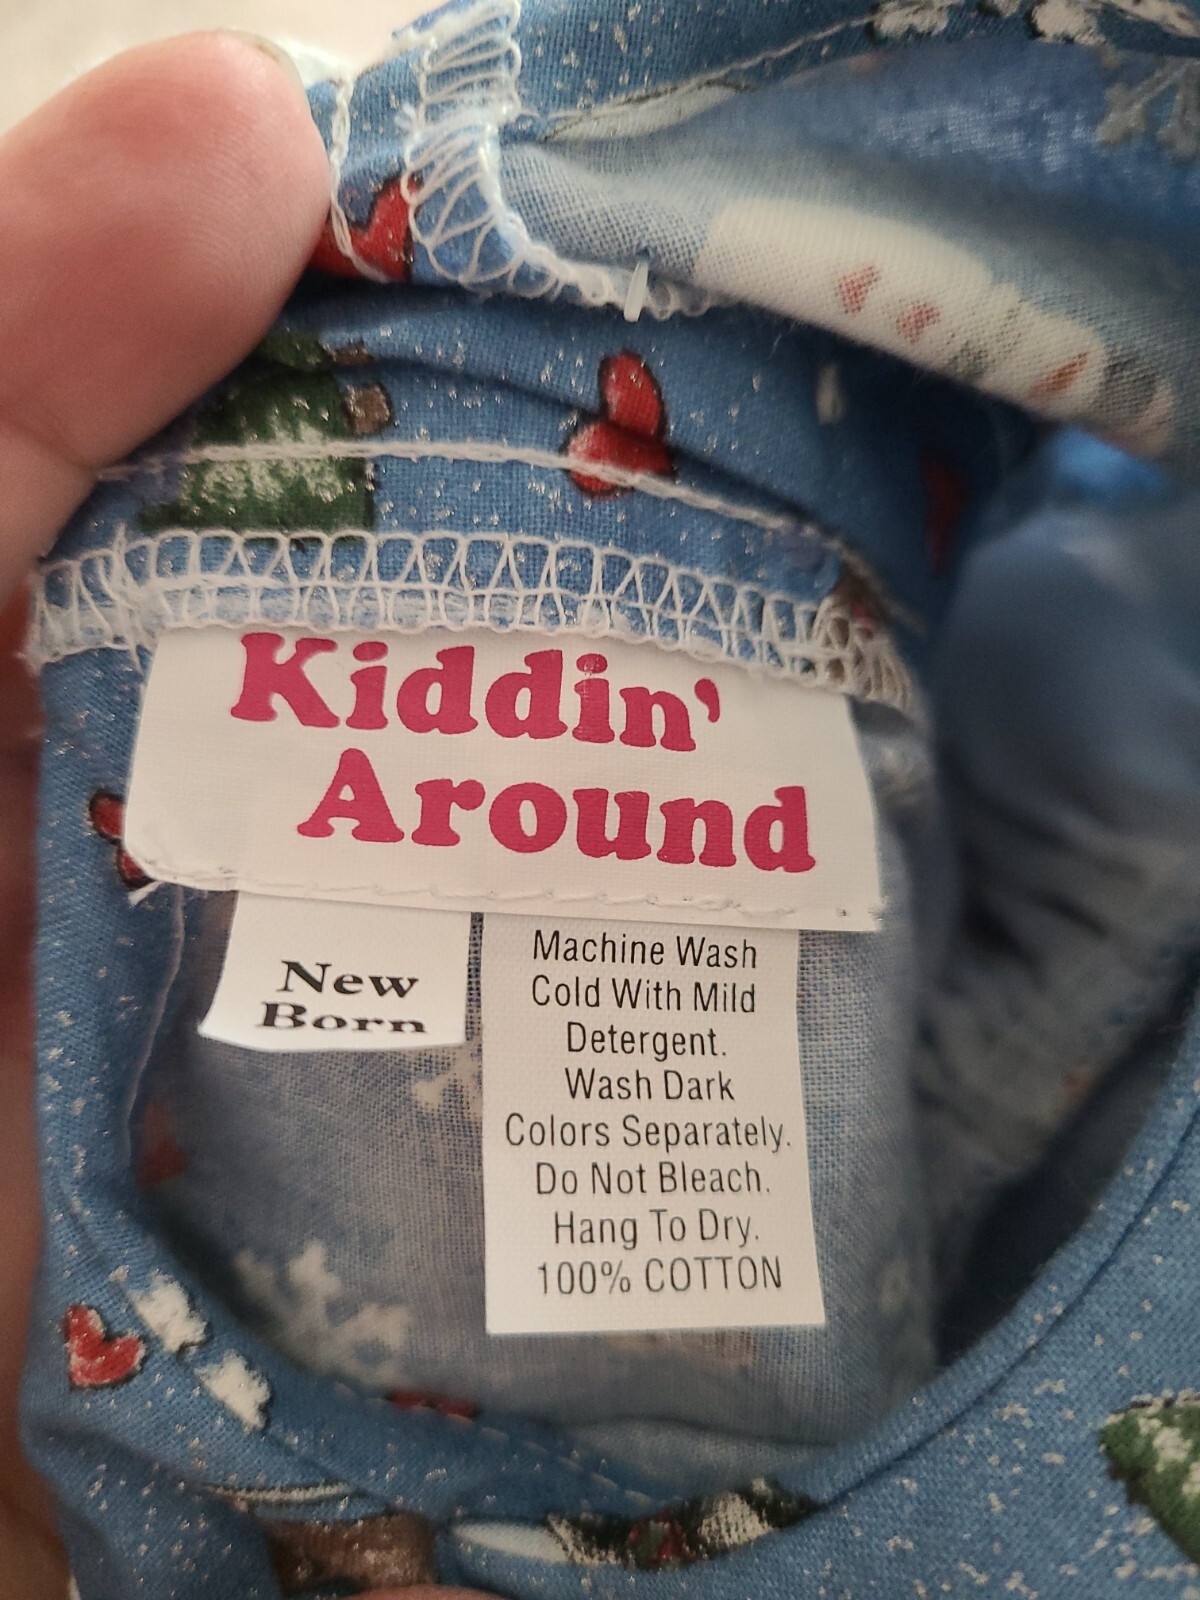 Kiddin'
Around
New
Born
Machine Wash
Cold With Mild
Detergent.
Wash Dark
Colors Separately.
Do Not Bleach.
Hang To Dry.
100% COTTON